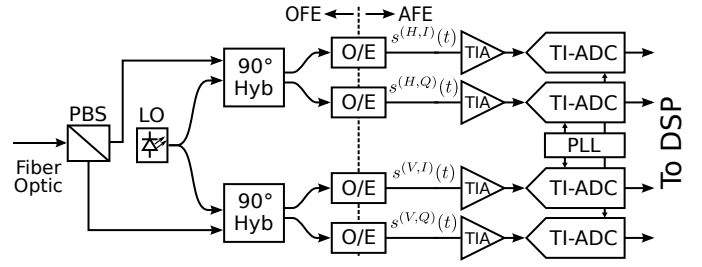 OFE AFE
s^{(H,I)}(t)
90° Hyb
O/E
TIA
TI-ADC
s^{(H,Q)}(t)
O/E
TIA
TI-ADC
PBS
LO
PLL
To DSP
Fiber
Optic
s^{(V,I)}(t)
90° Hyb
O/E
TIA
TI-ADC
s^{(V,Q)}(t)
O/E
TIA
TI-ADC